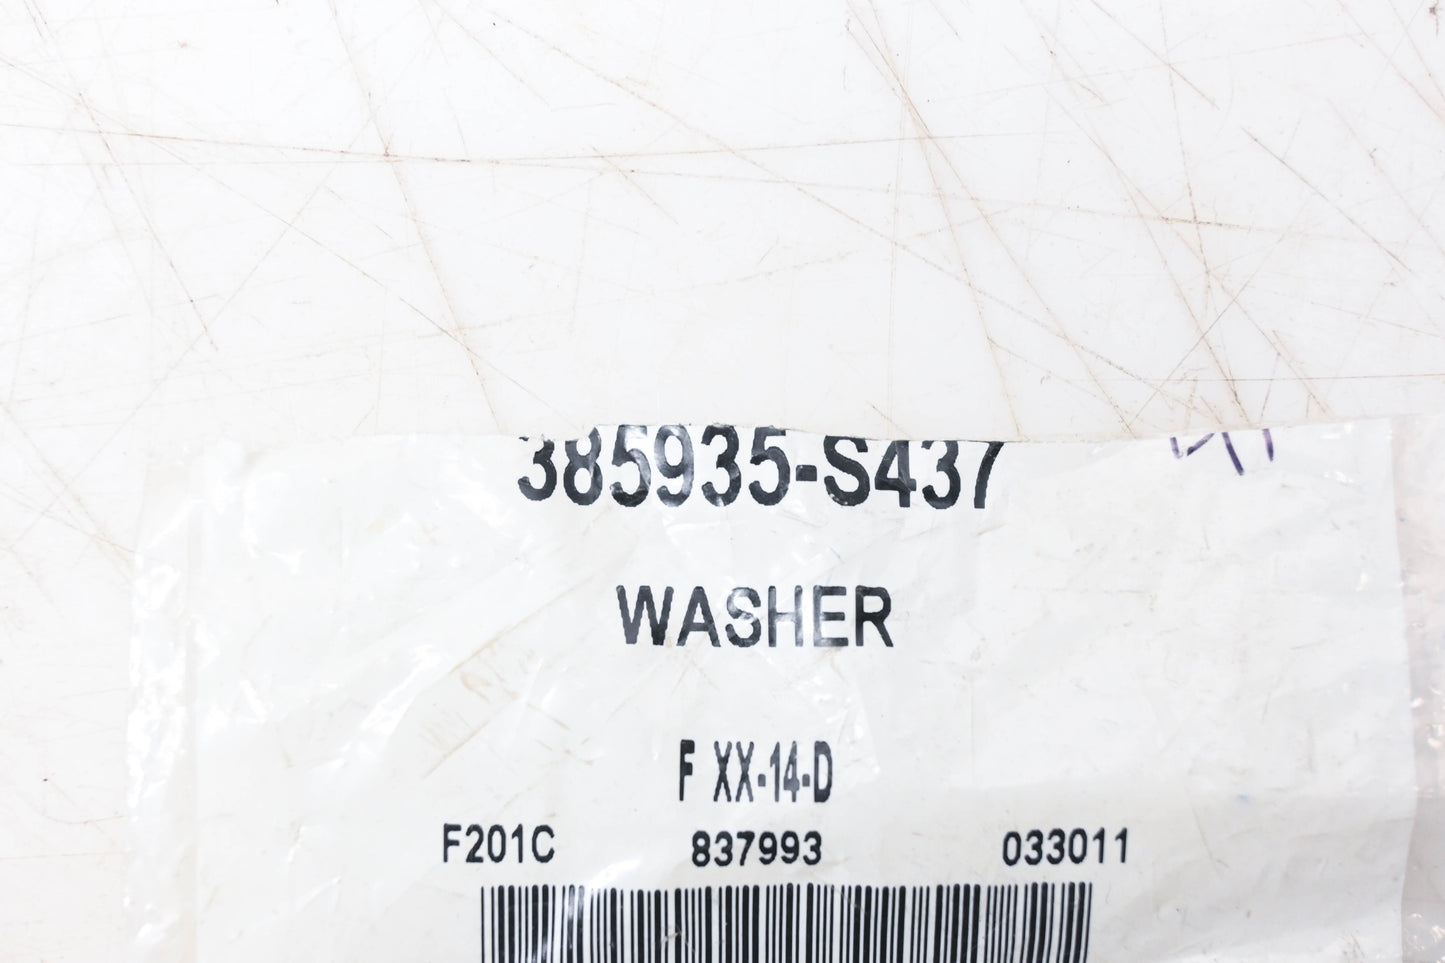 385935-S437
WASHER
F XX-14-D
F201C 837993 033011